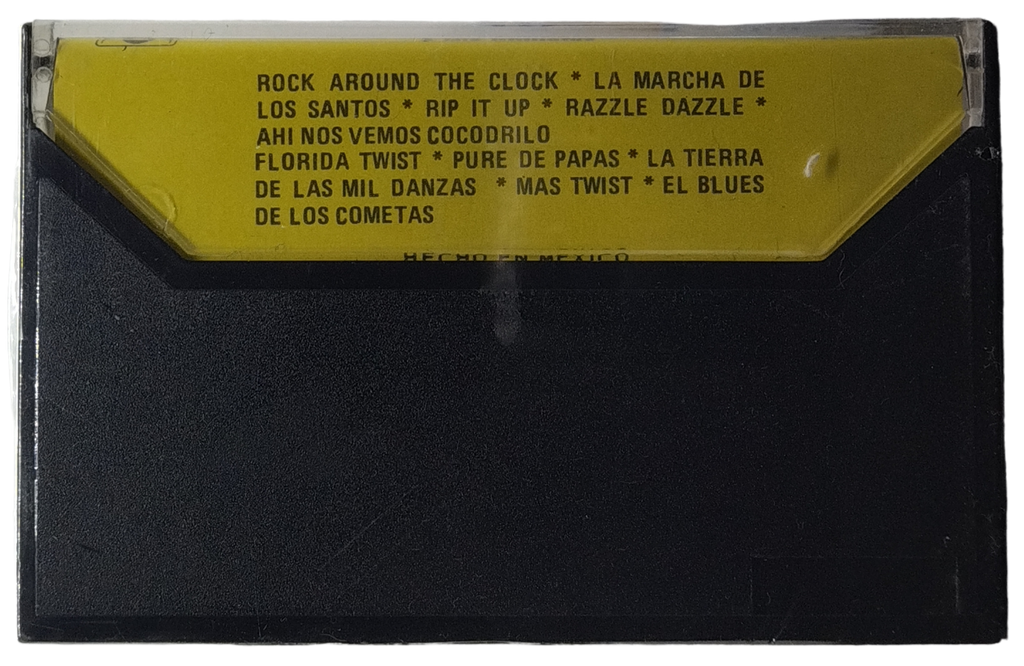 ROCK AROUND THE CLOCK * LA MARCHA DE
LOS SANTOS * RIP IT UP * RAZZLE DAZZLE *
AHI NOS VEMOS COCODRILO
FLORIDA TWIST * PURE DE PAPAS * LA TIERRA
DE LAS MIL DANZAS * MAS TWIST * EL BLUES
DE LOS COMETAS
HECHO EN MEXICO